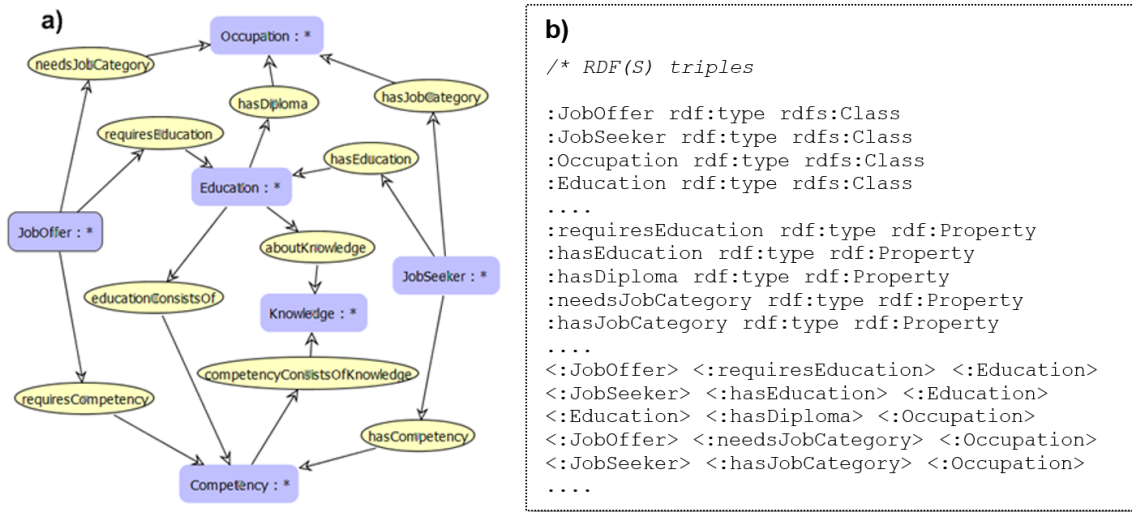 a)
Occupation : *
needsJobCategory
hasDiploma
hasJobCategory
requiresEducation
hasEducation
Education : *
JobOffer : *
aboutKnowledge
JobSeeker : *
educationConsistsOf
Knowledge : *
competencyConsistsOfKnowledge
requiresCompetency
hasCompetency
Competency : *
b)
/* RDF(S) triples
:JobOffer rdf:type rdfs:Class
:JobSeeker rdf:type rdfs:Class
:Occupation rdf:type rdfs:Class
:Education rdf:type rdfs:Class
....
:requiresEducation rdf:type rdf:Property
:hasEducation rdf:type rdf:Property
:hasDiploma rdf:type rdf:Property
:needsJobCategory rdf:type rdf:Property
:hasJobCategory rdf:type rdf:Property
....
<:JobOffer> <:requiresEducation> <:Education>
<:JobSeeker> <:hasEducation> <:Education>
<:Education> <:hasDiploma> <:Occupation>
<:JobOffer> <:needsJobCategory> <:Occupation>
<:JobSeeker> <:hasJobCategory> <:Occupation>
....